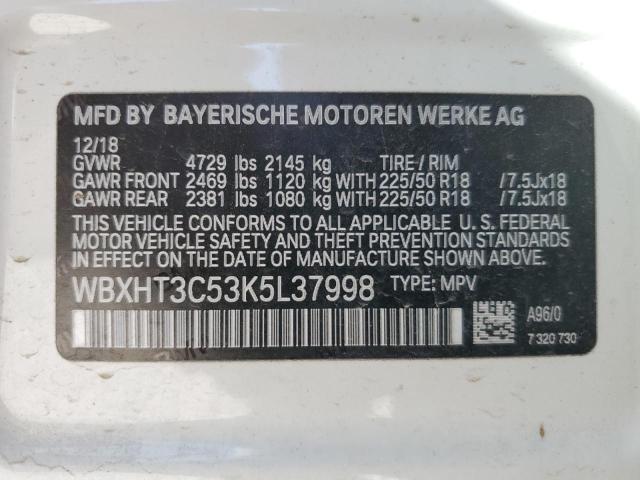 MFD BY BAYERISCHE MOTOREN WERKE AG
12/18
GVWR 4729 lbs 2145 kg TIRE / RIM
GAWR FRONT 2469 lbs 1120 kg WITH 225/50 R18 /7.5Jx18
GAWR REAR 2381 lbs 1080 kg WITH 225/50 R18 /7.5Jx18
THIS VEHICLE CONFORMS TO ALL APPLICABLE U. S. FEDERAL
MOTOR VEHICLE SAFETY AND THEFT PREVENTION STANDARDS
IN EFFECT ON THE DATE OF MANUFACTURE SHOWN ABOVE.
WBXHT3C53K5L37998 TYPE: MPV
A96/0
7 320 730